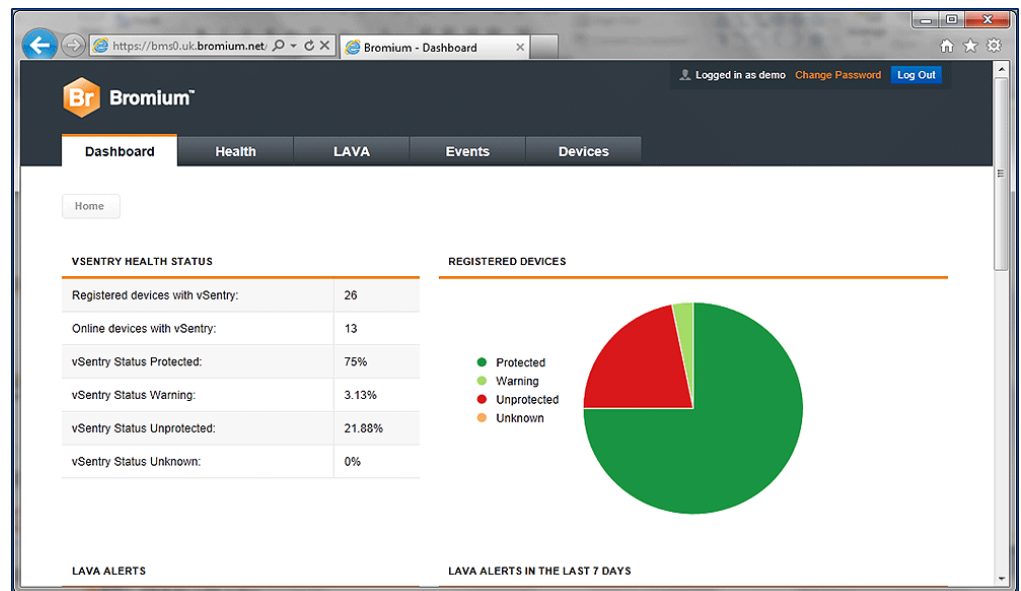 https://bms0.uk.bromium.net/
Bromium - Dashboard
Logged in as demo Change Password Log Out
Br Bromium™
Dashboard Health LAVA Events Devices
Home
VSENTRY HEALTH STATUS
Registered devices with vSentry: 26
Online devices with vSentry: 13
vSentry Status Protected: 75%
vSentry Status Warning: 3.13%
vSentry Status Unprotected: 21.88%
vSentry Status Unknown: 0%
REGISTERED DEVICES
Protected
Warning
Unprotected
Unknown
LAVA ALERTS
LAVA ALERTS IN THE LAST 7 DAYS